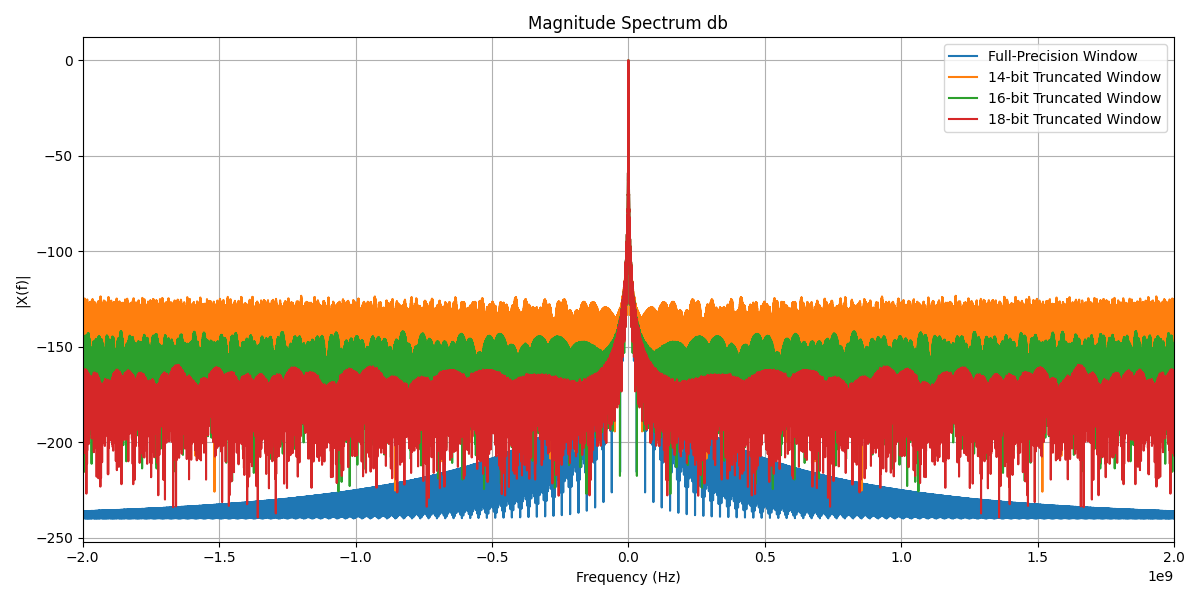 Magnitude Spectrum db
Full-Precision Window
14-bit Truncated Window
16-bit Truncated Window
18-bit Truncated Window
|X(f)|
0
−50
−100
−150
−200
−250
−2.0 −1.5 −1.0 −0.5 0.0 0.5 1.0 1.5 2.0
Frequency (Hz)
1e9